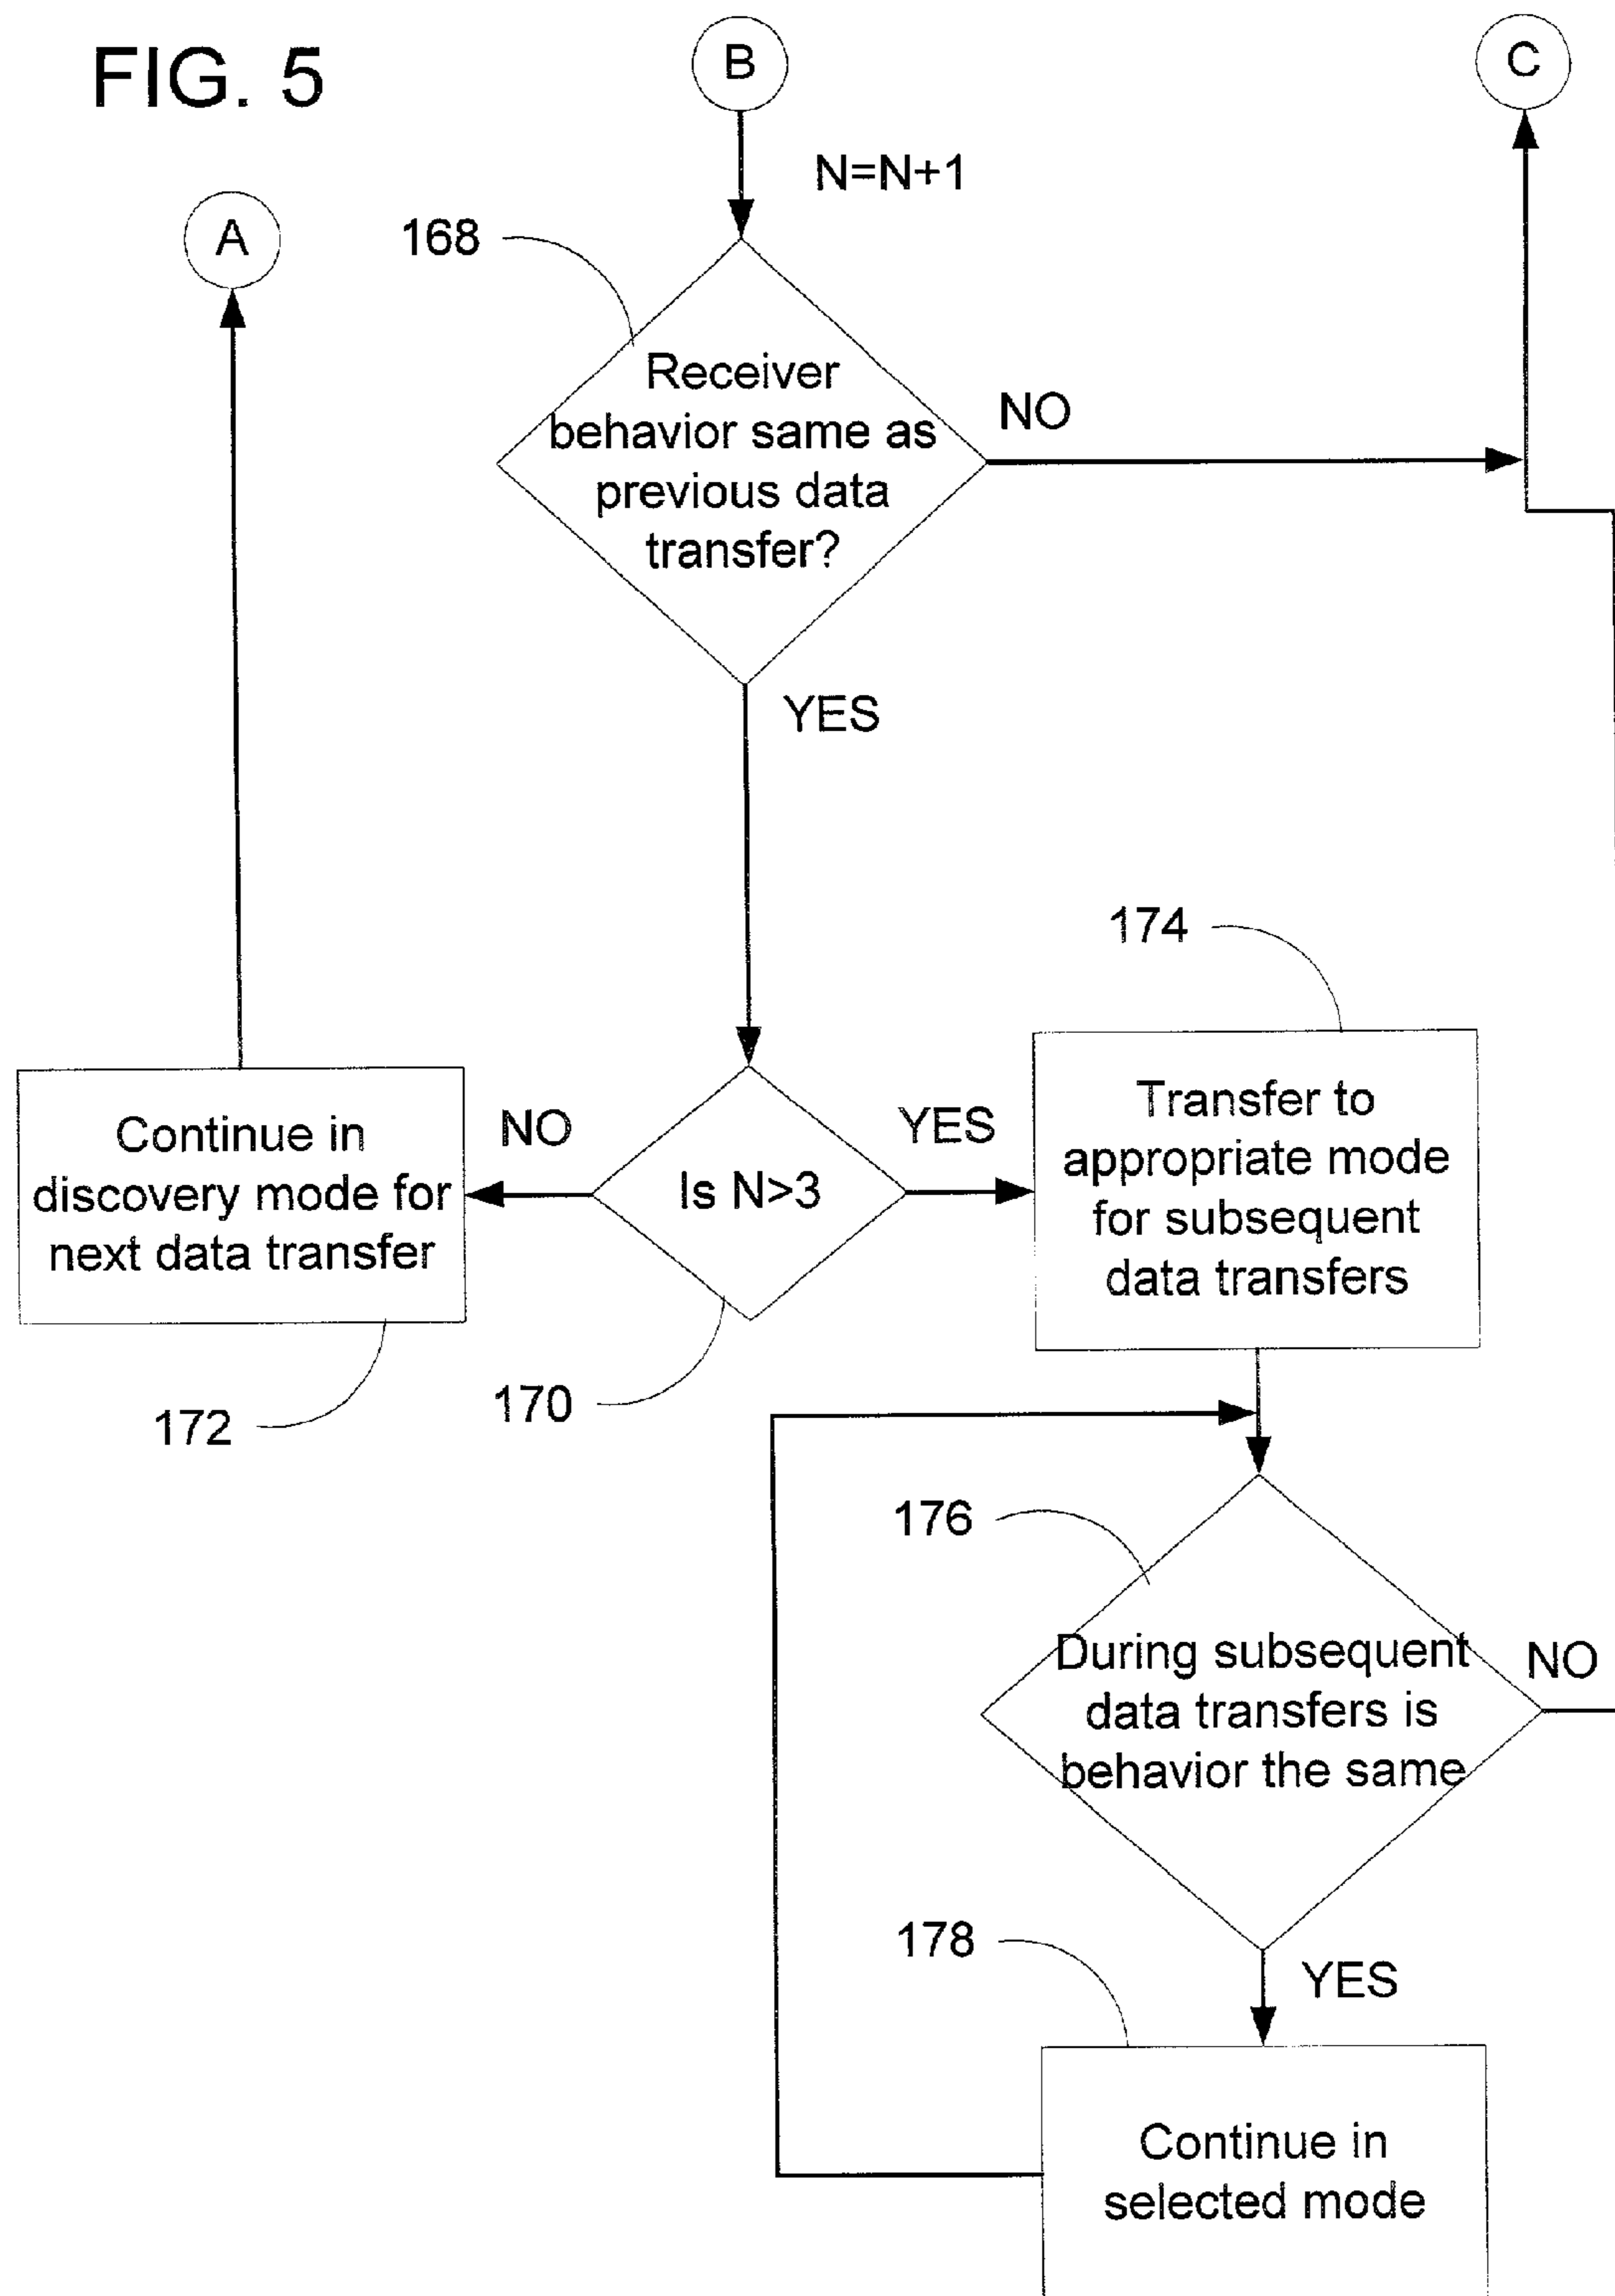 FIG. 5
B
C
N=N+1
A
168
Receiver
behavior same as
previous data
transfer?
NO
YES
174
Continue in
discovery mode for
next data transfer
NO
Is N>3
YES
Transfer to
appropriate mode
for subsequent
data transfers
172
170
176
During subsequent
data transfers is
behavior the same
NO
178
YES
Continue in
selected mode